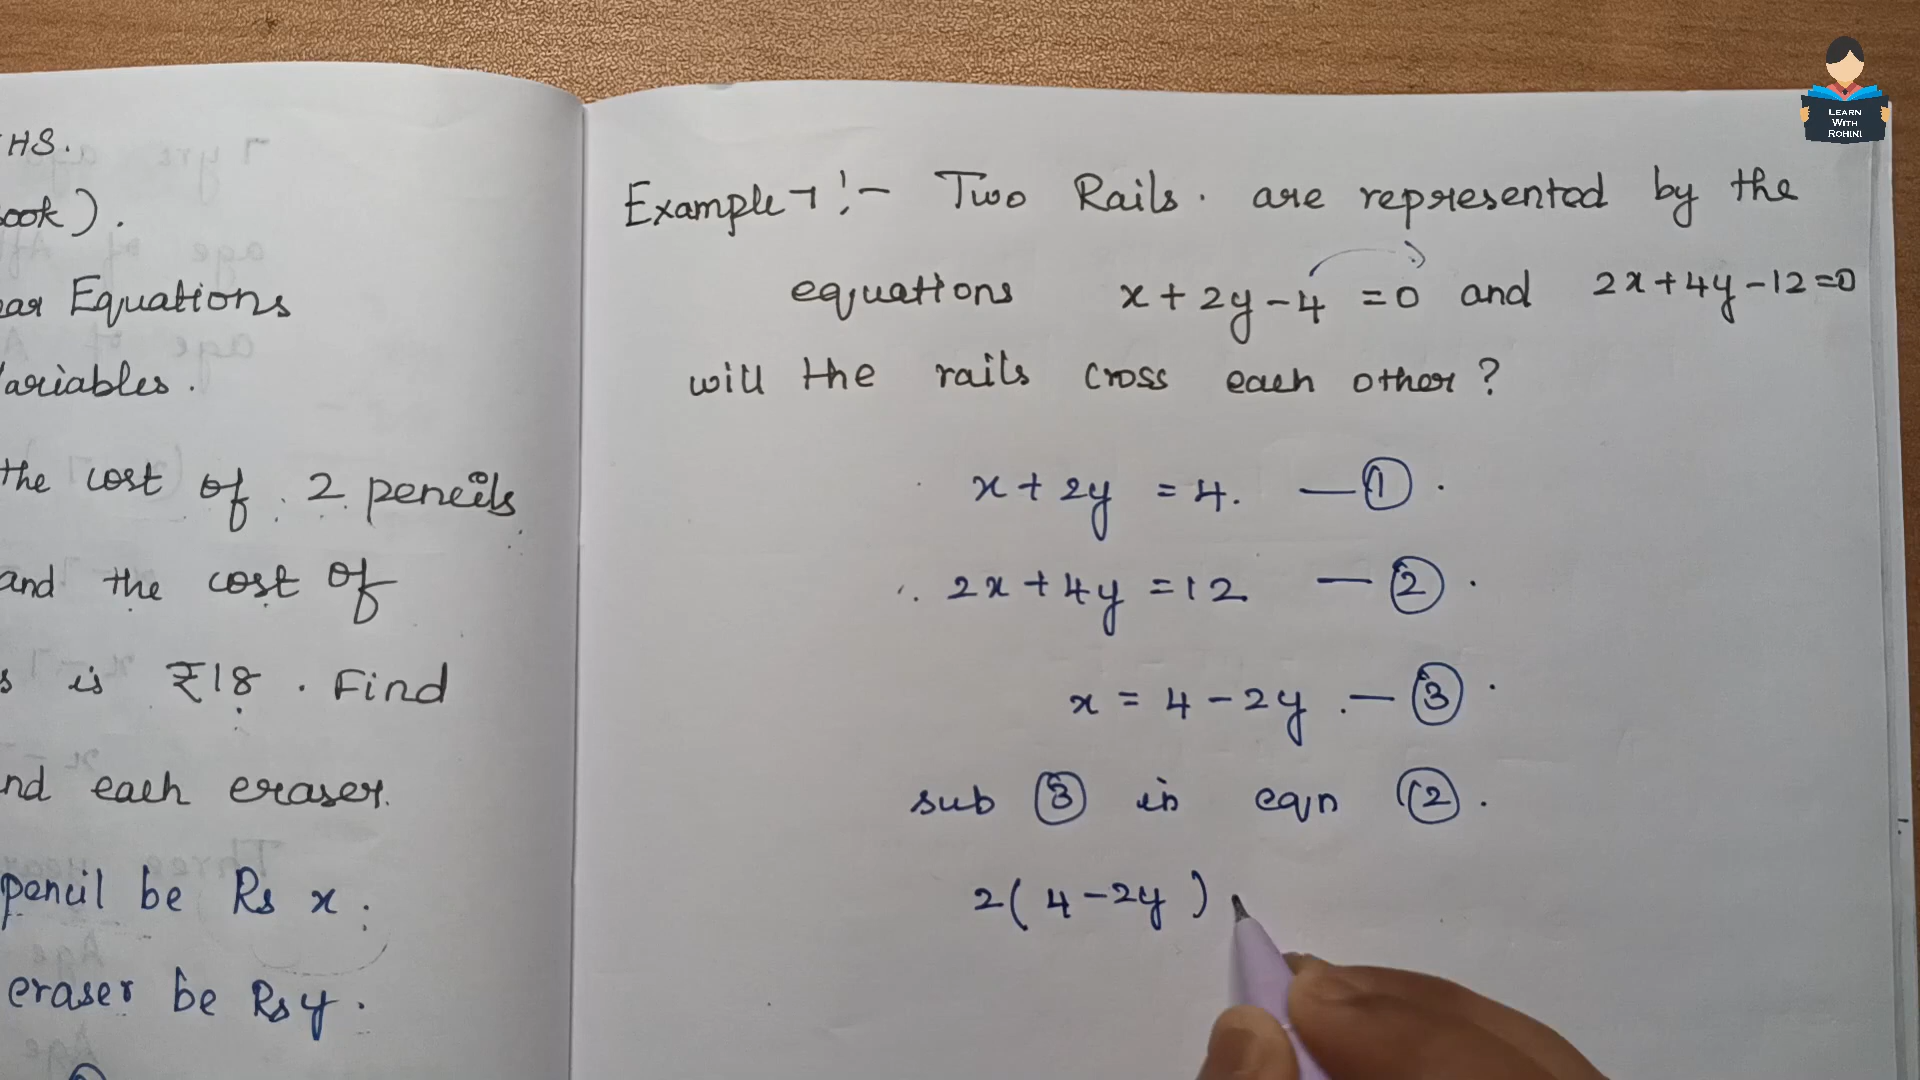 HS.
ook).
ar Equations
Variables.
the cost of 2 pencils
and the cost of
s is ₹18. Find
nd each eraser.
pencil be Rs x.
eraser be Rs y.
Example 7 :- Two Rails. are represented by the
equations x + 2y - 4 = 0 and 2x + 4y - 12 = 0
will the rails cross each other?
x + 2y = 4. — ①.
2x + 4y = 12 — ②.
x = 4 - 2y. — ③.
sub ③ in eqn ②.
2(4 - 2y)
LEARN
WITH
ROHINI